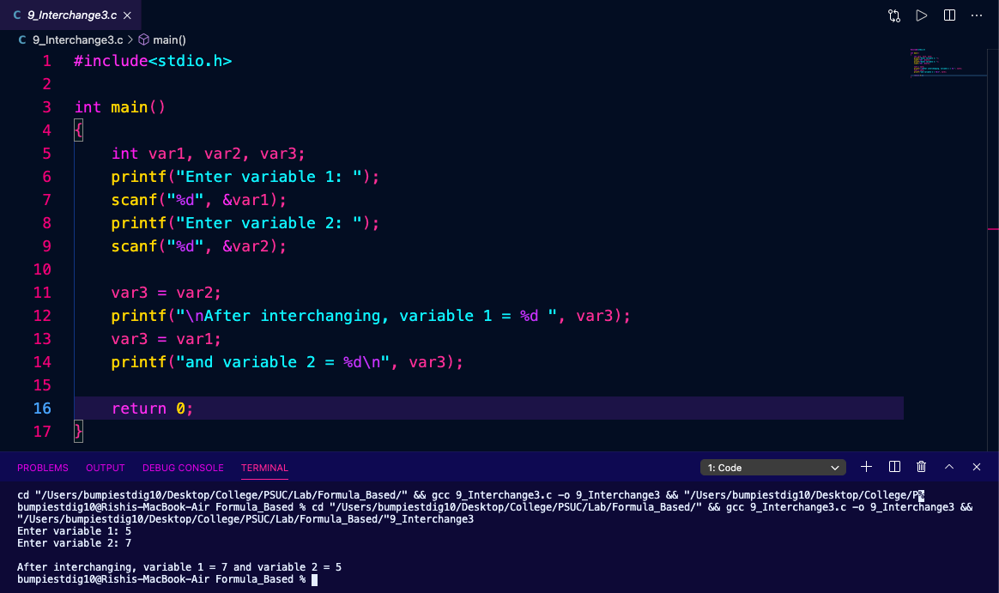 C 9_Interchange3.c ×
C 9_Interchange3.c > main()
1 #include<stdio.h>
2
3 int main()
4 {
5     int var1, var2, var3;
6     printf("Enter variable 1: ");
7     scanf("%d", &var1);
8     printf("Enter variable 2: ");
9     scanf("%d", &var2);
10
11     var3 = var2;
12     printf("\nAfter interchanging, variable 1 = %d ", var3);
13     var3 = var1;
14     printf("and variable 2 = %d\n", var3);
15
16     return 0;
17 }
PROBLEMS OUTPUT DEBUG CONSOLE TERMINAL 1: Code
cd "/Users/bumpiestdig10/Desktop/College/PSUC/Lab/Formula_Based/" && gcc 9_Interchange3.c -o 9_Interchange3 && "/Users/bumpiestdig10/Desktop/College/P
bumpiestdig10@Rishis-MacBook-Air Formula_Based % cd "/Users/bumpiestdig10/Desktop/College/PSUC/Lab/Formula_Based/" && gcc 9_Interchange3.c -o 9_Interchange3 &&
"/Users/bumpiestdig10/Desktop/College/PSUC/Lab/Formula_Based/"9_Interchange3
Enter variable 1: 5
Enter variable 2: 7

After interchanging, variable 1 = 7 and variable 2 = 5
bumpiestdig10@Rishis-MacBook-Air Formula_Based %